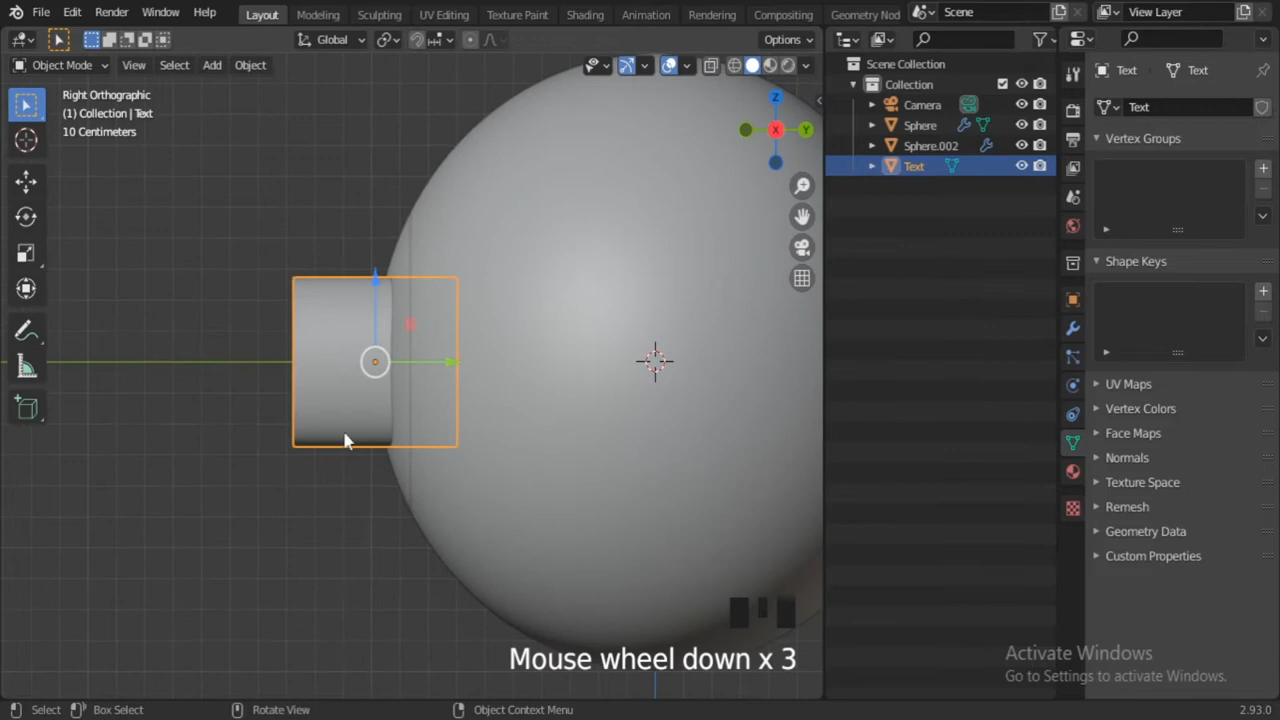 File Edit Render Window Help Layout Modeling Sculpting UV Editing Texture Paint Shading Animation Rendering Compositing Geometry Nod Scene View Layer
Global Options
Object Mode View Select Add Object
Right Orthographic
(1) Collection | Text
10 Centimeters
Z
X
Y
Scene Collection
Collection
Camera
Sphere
Sphere.002
Text
Text Text
Text
Vertex Groups
Shape Keys
UV Maps
Vertex Colors
Face Maps
Normals
Texture Space
Remesh
Geometry Data
Custom Properties
Mouse wheel down x 3
Activate Windows
Go to Settings to activate Windows.
Select Box Select Rotate View Object Context Menu 2.93.0